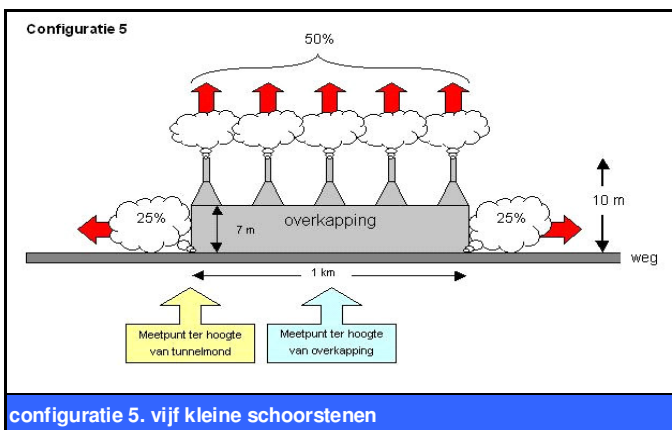 Configuratie 5
50%
25%
overkapping
25%
7 m
10 m
weg
1 km
Meetpunt ter hoogte
van tunnelmond
Meetpunt ter hoogte
van overkapping
configuratie 5. vijf kleine schoorstenen